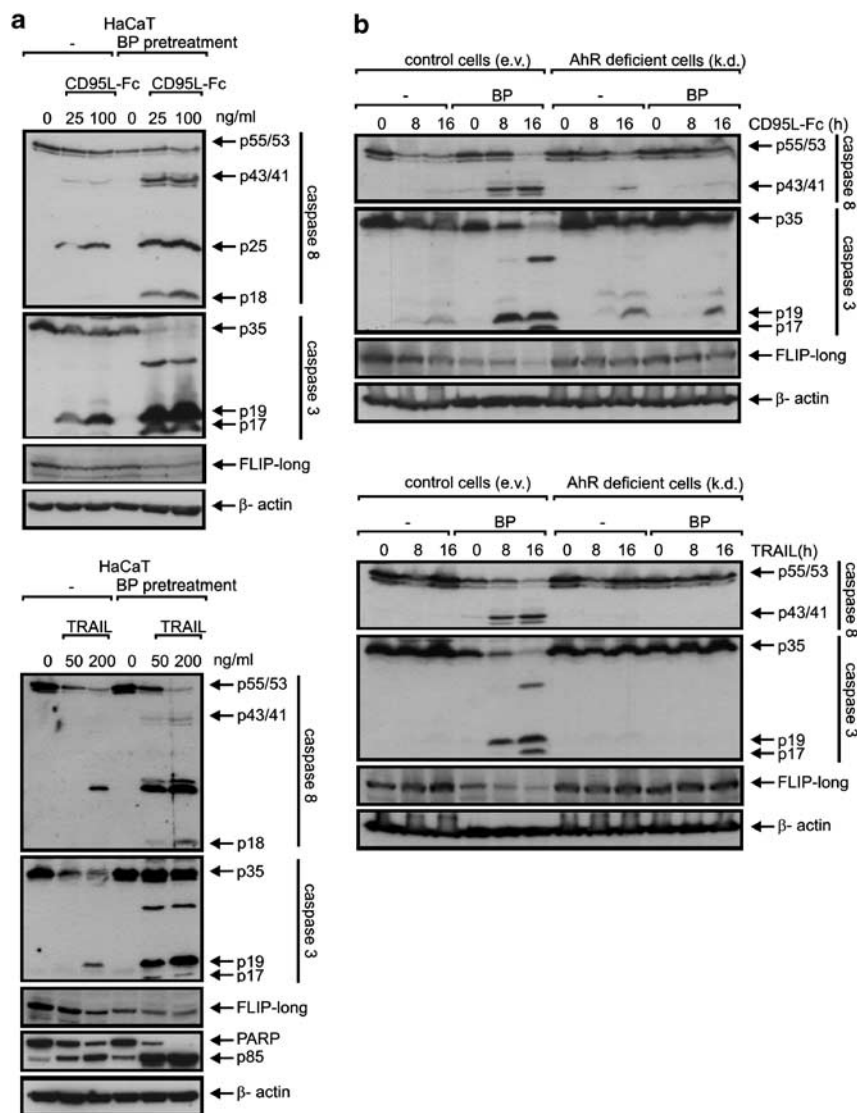 a
HaCaT
- BP pretreatment
CD95L-Fc CD95L-Fc
0 25 100 0 25 100 ng/ml
p55/53
p43/41
p25
p18
caspase 8
p35
p19
p17
caspase 3
FLIP-long
β- actin
HaCaT
- BP pretreatment
TRAIL TRAIL
0 50 200 0 50 200 ng/ml
p55/53
p43/41
p18
caspase 8
p35
p19
p17
caspase 3
FLIP-long
PARP
p85
β- actin
b
control cells (e.v.) AhR deficient cells (k.d.)
- BP - BP
0 8 16 0 8 16 0 8 16 0 8 16 CD95L-Fc (h)
p55/53
p43/41
caspase 8
p35
p19
p17
caspase 3
FLIP-long
β- actin
control cells (e.v.) AhR deficient cells (k.d.)
- BP - BP
0 8 16 0 8 16 0 8 16 0 8 16 TRAIL(h)
p55/53
p43/41
caspase 8
p35
p19
p17
caspase 3
FLIP-long
β- actin